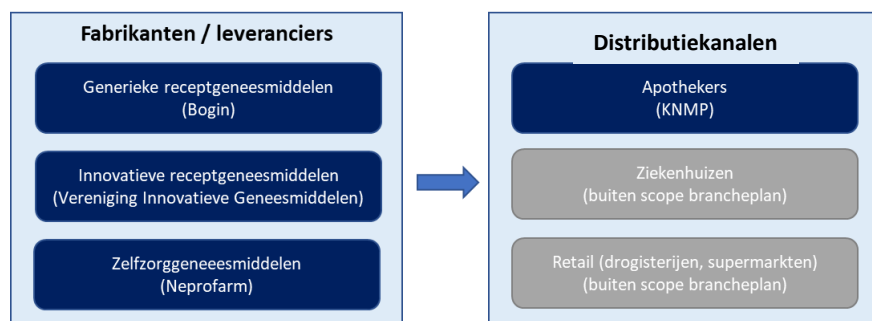 Fabrikanten / leveranciers
Generieke receptgeneesmiddelen
(Bogin)
Innovatieve receptgeneesmiddelen
(Vereniging Innovatieve Geneesmiddelen)
Zelfzorggeneeesmiddelen
(Neprofarm)
Distributiekanalen
Apothekers
(KNMP)
Ziekenhuizen
(buiten scope brancheplan)
Retail (drogisterijen, supermarkten)
(buiten scope brancheplan)